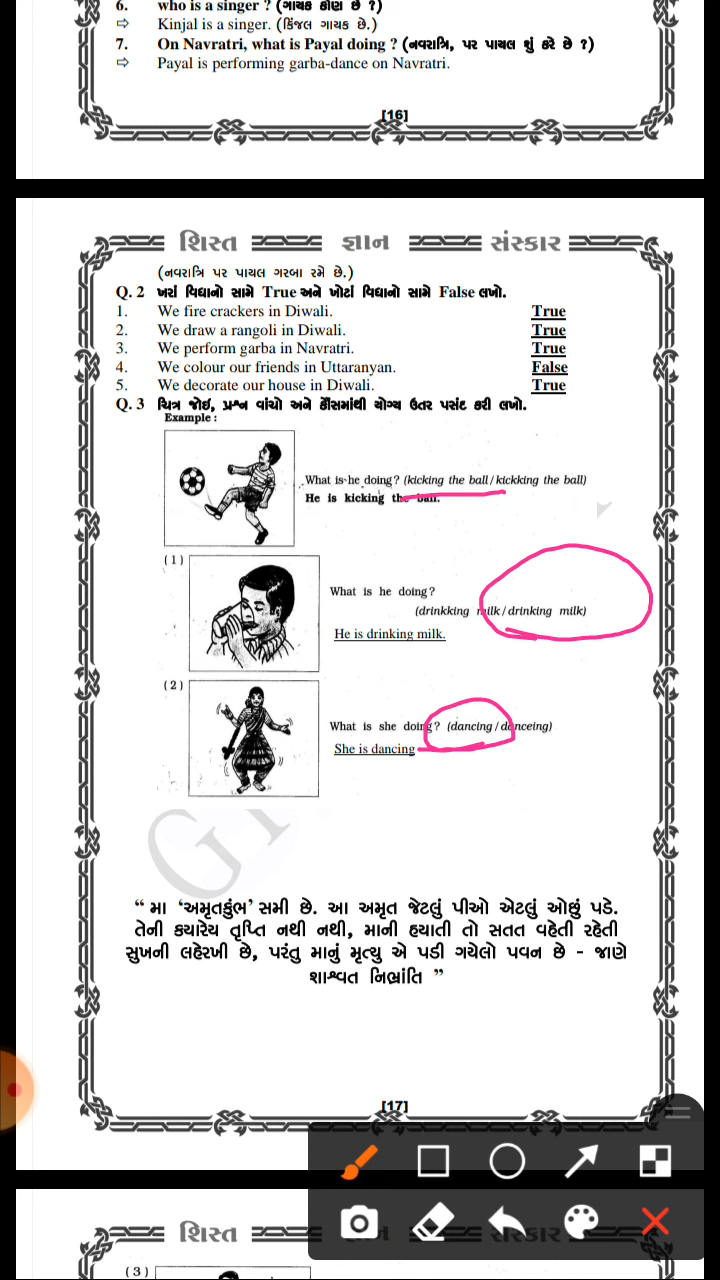 6. who is a singer ? (ગાયક કોણ છે ?)
⇨ Kinjal is a singer. (કિંજલ ગાયક છે.)
7. On Navratri, what is Payal doing ? (નવરાત્રિ, પર પાયલ શું કરે છે ?)
⇨ Payal is performing garba-dance on Navratri.
[16]
શિસ્ત જ્ઞાન સંસ્કાર
(નવરાત્રિ પર પાયલ ગરબા રમે છે.)
Q. 2 ખરાં વિધાનો સામે True અને ખોટાં વિધાનો સામે False લખો.
1. We fire crackers in Diwali. True
2. We draw a rangoli in Diwali. True
3. We perform garba in Navratri. True
4. We colour our friends in Uttaranyan. False
5. We decorate our house in Diwali. True
Q. 3 ચિત્ર જોઈ, પ્રશ્ન વાંચો અને કૌંસમાંથી યોગ્ય ઉતર પસંટ કરી લખો.
Example :
What is he doing? (kicking the ball / kickking the ball)
He is kicking the ball.
(1)
What is he doing?
(drinkking milk / drinking milk)
He is drinking milk.
(2)
What is she doing? (dancing / danceing)
She is dancing
“ મા ‘અમૃતકુંભ’ સમી છે. આ અમૃત જેટલું પીઓ એટલું ઓછું પડે.
તેની કયારેય તૃપ્તિ નથી નથી, માની હયાતી તો સતત વહેતી રહેતી
સુખની લહેરખી છે, પરંતુ માનું મૃત્યુ એ પડી ગયેલો પવન છે - જાણે
શાશ્વત નિભ્રાંતિ ”
[17]
શિસ્ત સંસ્કાર
(3)